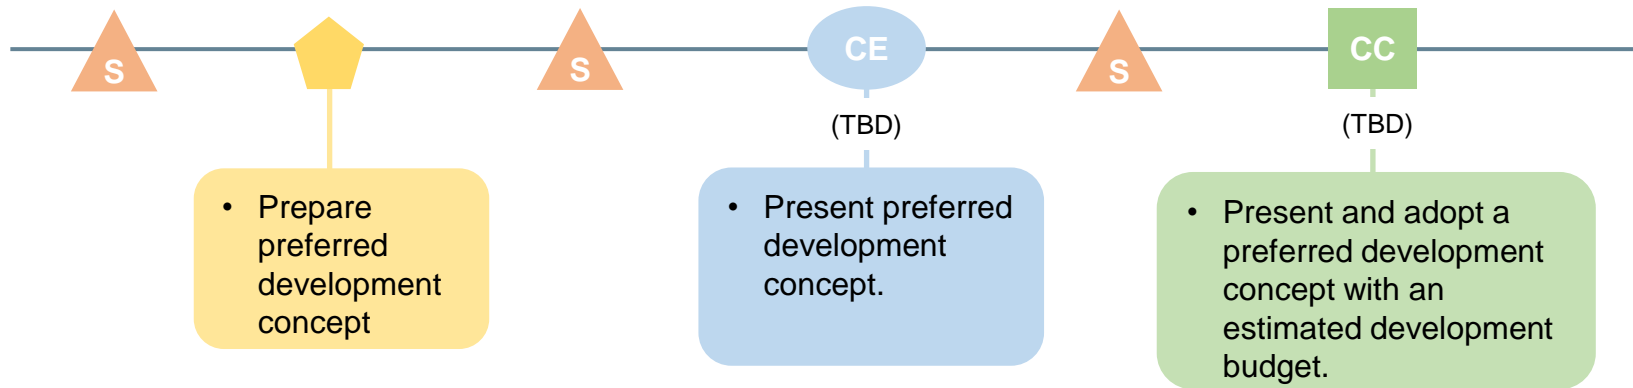 S
S
CE
S
CC
(TBD)
(TBD)
• Prepare
preferred
development
concept
• Present preferred
development
concept.
• Present and adopt a
preferred development
concept with an
estimated development
budget.